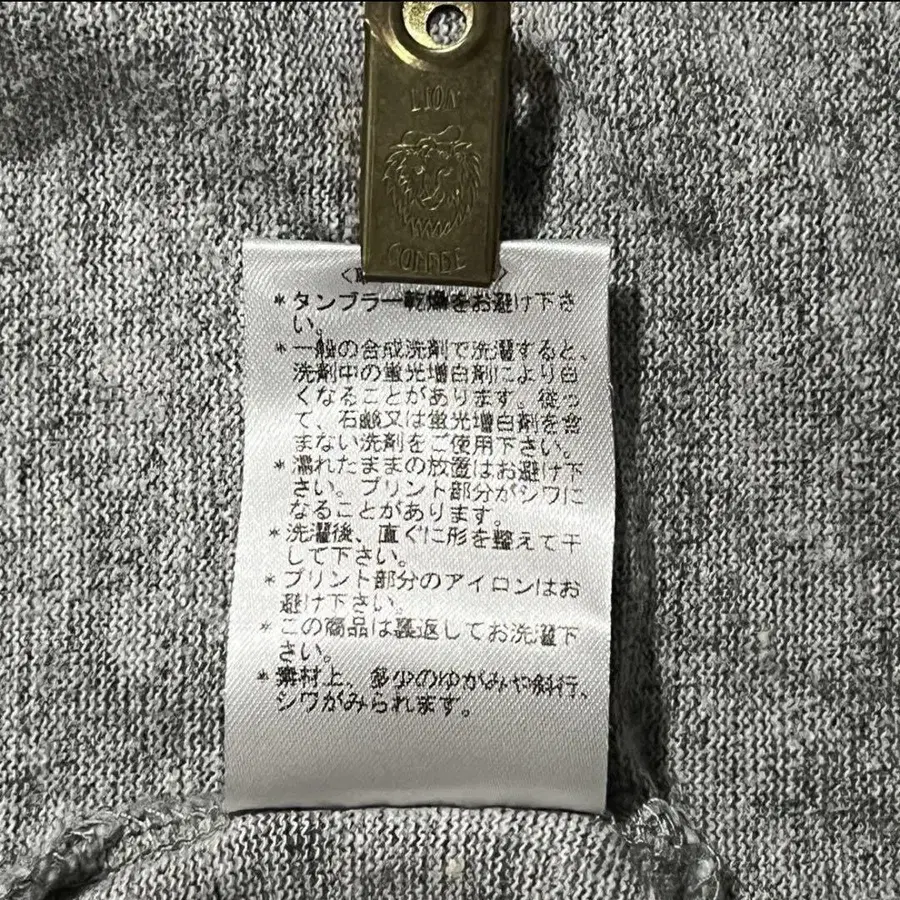 LION
COFFEE
*タンブラー乾燥をお避け下さ
い。
*一般の合成洗剤で洗濯すると、
洗剤中の蛍光増白剤により白
くなることがあります。従っ
て、石鹸又は蛍光増白剤を含
まない洗剤をご使用下さい。
*濡れたままの放置はお避け下
さい。プリント部分がシワに
なることがあります。
*洗濯後、直ぐに形を整えて干
して下さい。
*プリント部分のアイロンはお
避け下さい。
*この商品は裏返してお洗濯下
さい。
*素材上、多少のゆがみや斜行、
シワがみられます。